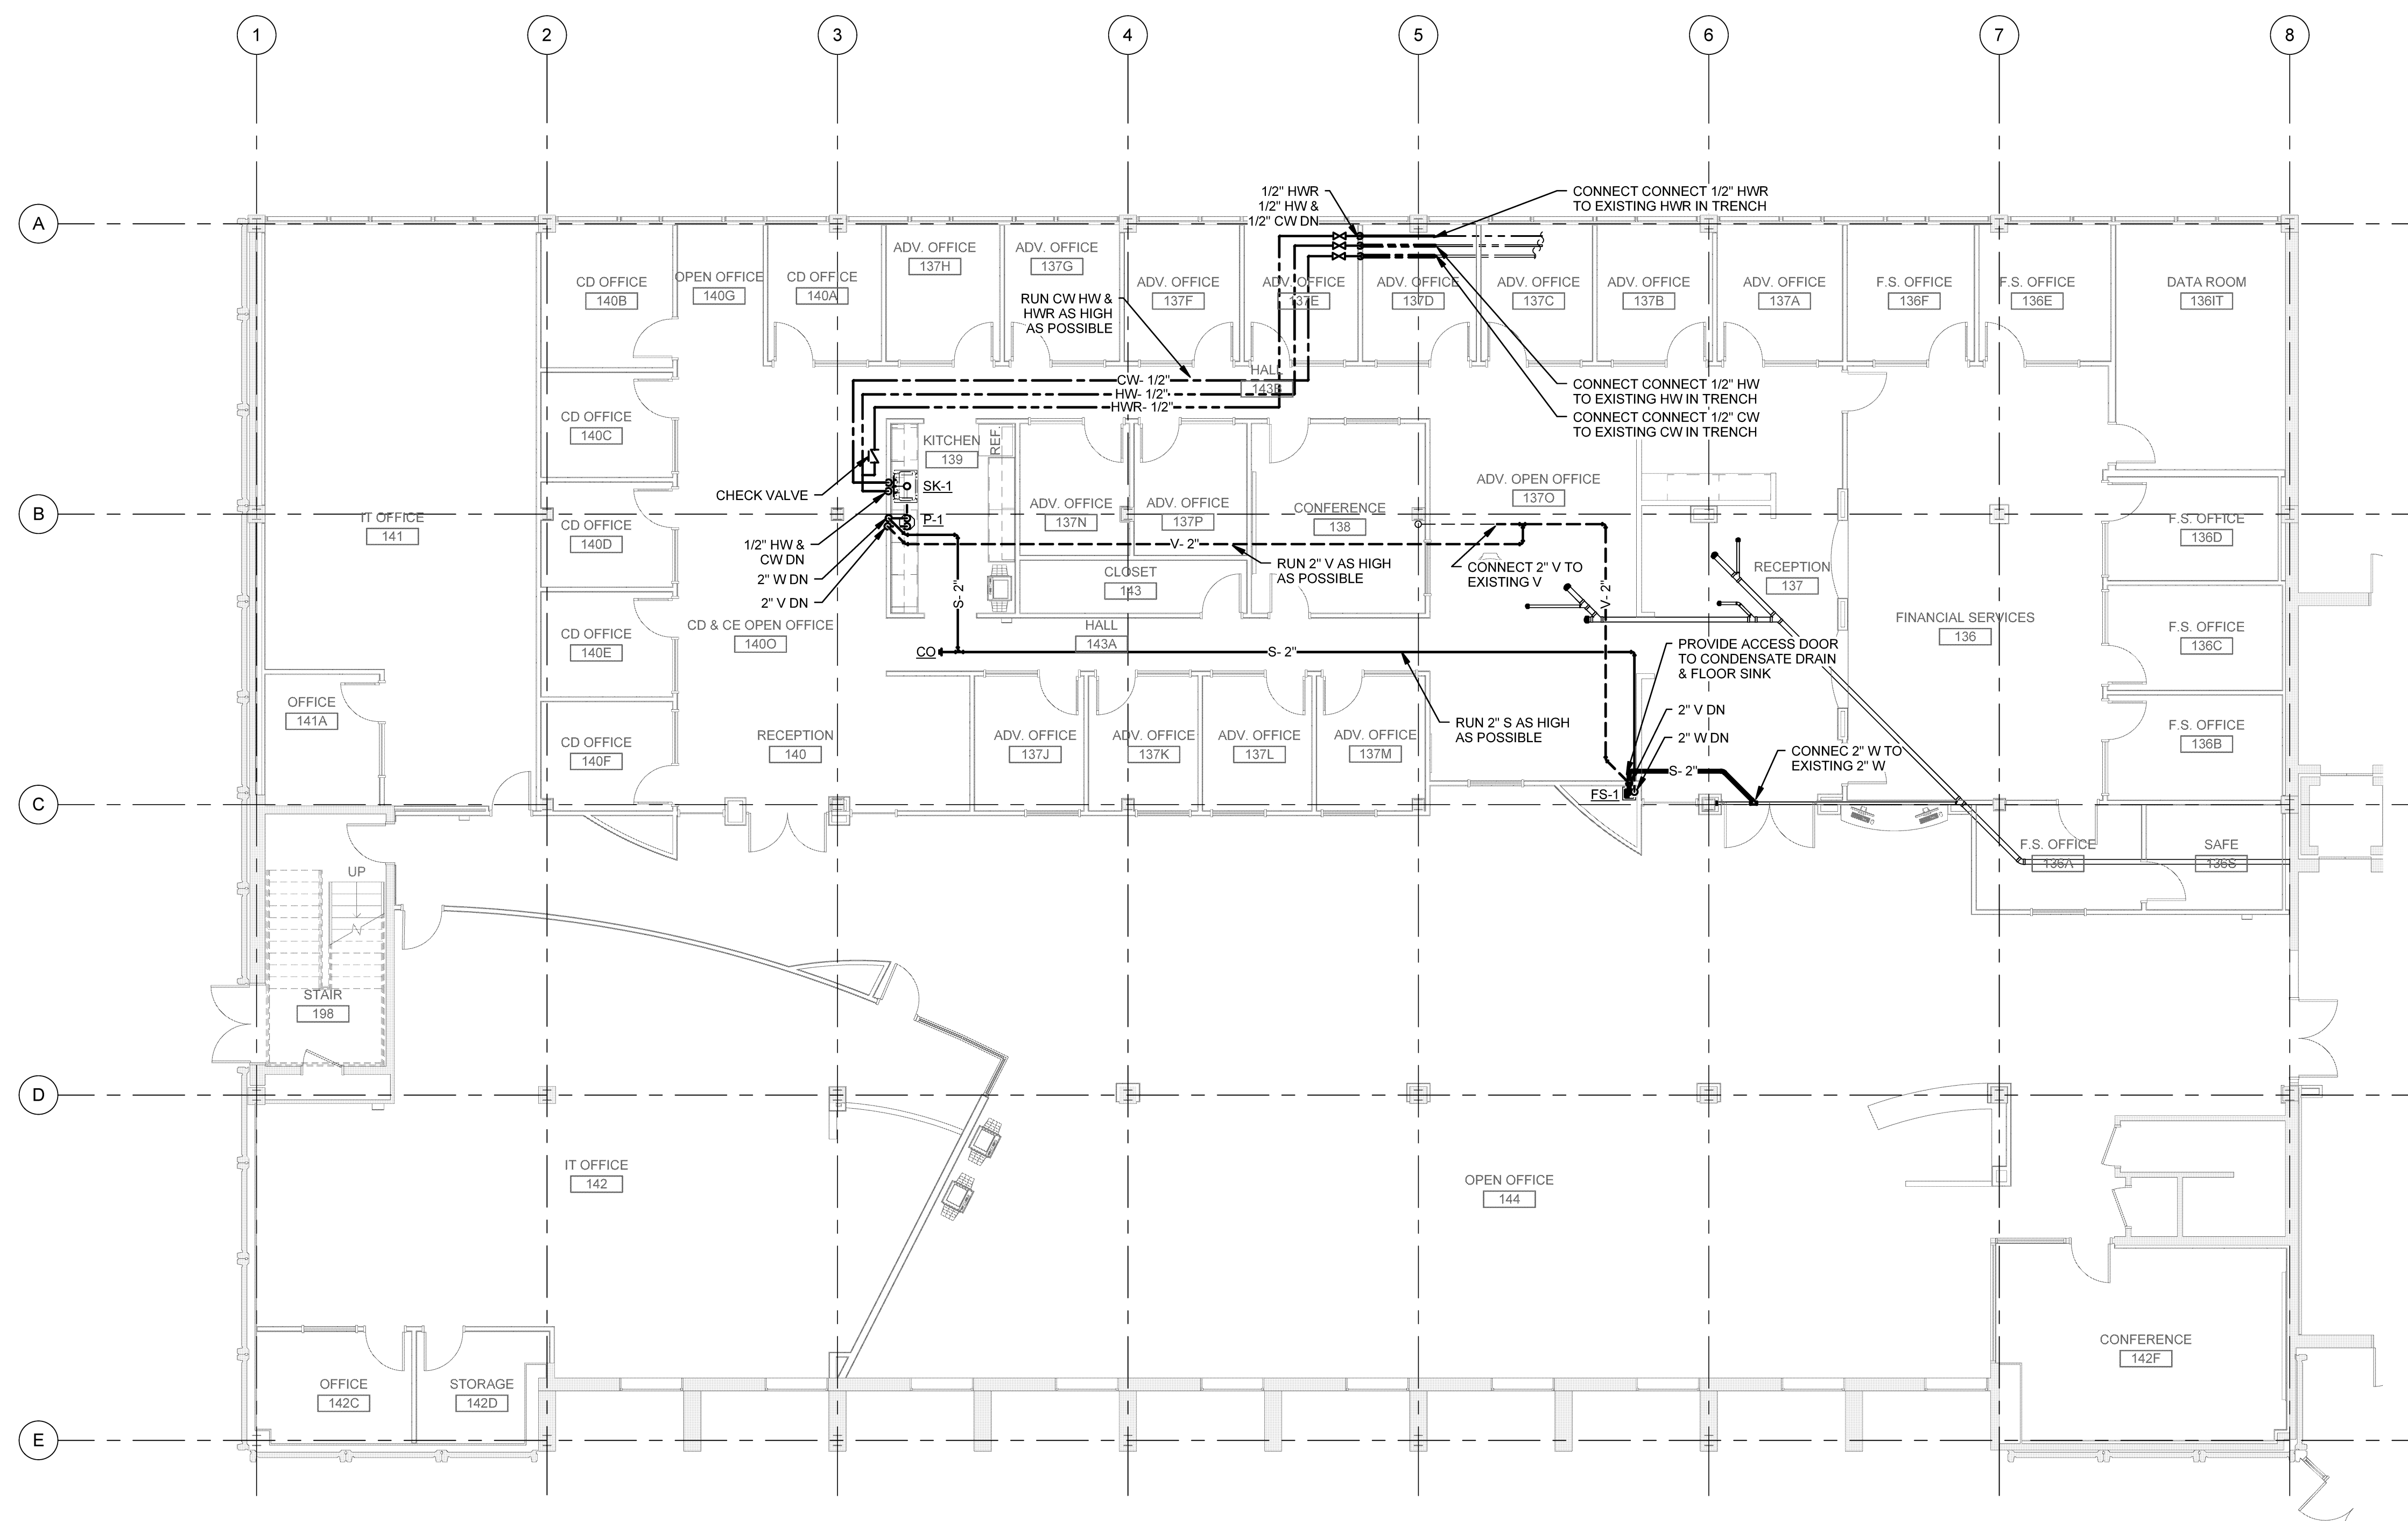 1 2 3 4 5 6 7 8
A
B
C
D
E
1/2" HWR
1/2" HW &
1/2" CW DN
CONNECT CONNECT 1/2" HWR
TO EXISTING HWR IN TRENCH
CD OFFICE
140B
OPEN OFFICE
140G
CD OFFICE
140A
ADV. OFFICE
137H
ADV. OFFICE
137G
ADV. OFFICE
137F
ADV. OFFICE
137E
ADV. OFFICE
137D
ADV. OFFICE
137C
ADV. OFFICE
137B
ADV. OFFICE
137A
F.S. OFFICE
136F
F.S. OFFICE
136E
DATA ROOM
136IT
RUN CW HW &
HWR AS HIGH
AS POSSIBLE
HALL
143B
CW- 1/2"
HW- 1/2"
HWR- 1/2"
CONNECT CONNECT 1/2" HW
TO EXISTING HW IN TRENCH
CONNECT CONNECT 1/2" CW
TO EXISTING CW IN TRENCH
CD OFFICE
140C
KITCHEN
139
REF.
SK-1
CHECK VALVE
P-1
ADV. OFFICE
137N
ADV. OFFICE
137P
CONFERENCE
138
ADV. OPEN OFFICE
137O
IT OFFICE
141
CD OFFICE
140D
F.S. OFFICE
136D
1/2" HW &
CW DN
2" W DN
2" V DN
V- 2"
RUN 2" V AS HIGH
AS POSSIBLE
CONNECT 2" V TO
EXISTING V
CLOSET
143
RECEPTION
137
S- 2"
V- 2"
CD OFFICE
140E
CD & CE OPEN OFFICE
140O
HALL
143A
FINANCIAL SERVICES
136
F.S. OFFICE
136C
CO
S- 2"
PROVIDE ACCESS DOOR
TO CONDENSATE DRAIN
& FLOOR SINK
OFFICE
141A
2" V DN
2" W DN
RUN 2" S AS HIGH
AS POSSIBLE
F.S. OFFICE
136B
CD OFFICE
140F
RECEPTION
140
ADV. OFFICE
137J
ADV. OFFICE
137K
ADV. OFFICE
137L
ADV. OFFICE
137M
S- 2"
CONNEC 2" W TO
EXISTING 2" W
FS-1
F.S. OFFICE
136A
SAFE
136S
UP
STAIR
198
IT OFFICE
142
OPEN OFFICE
144
CONFERENCE
142F
OFFICE
142C
STORAGE
142D